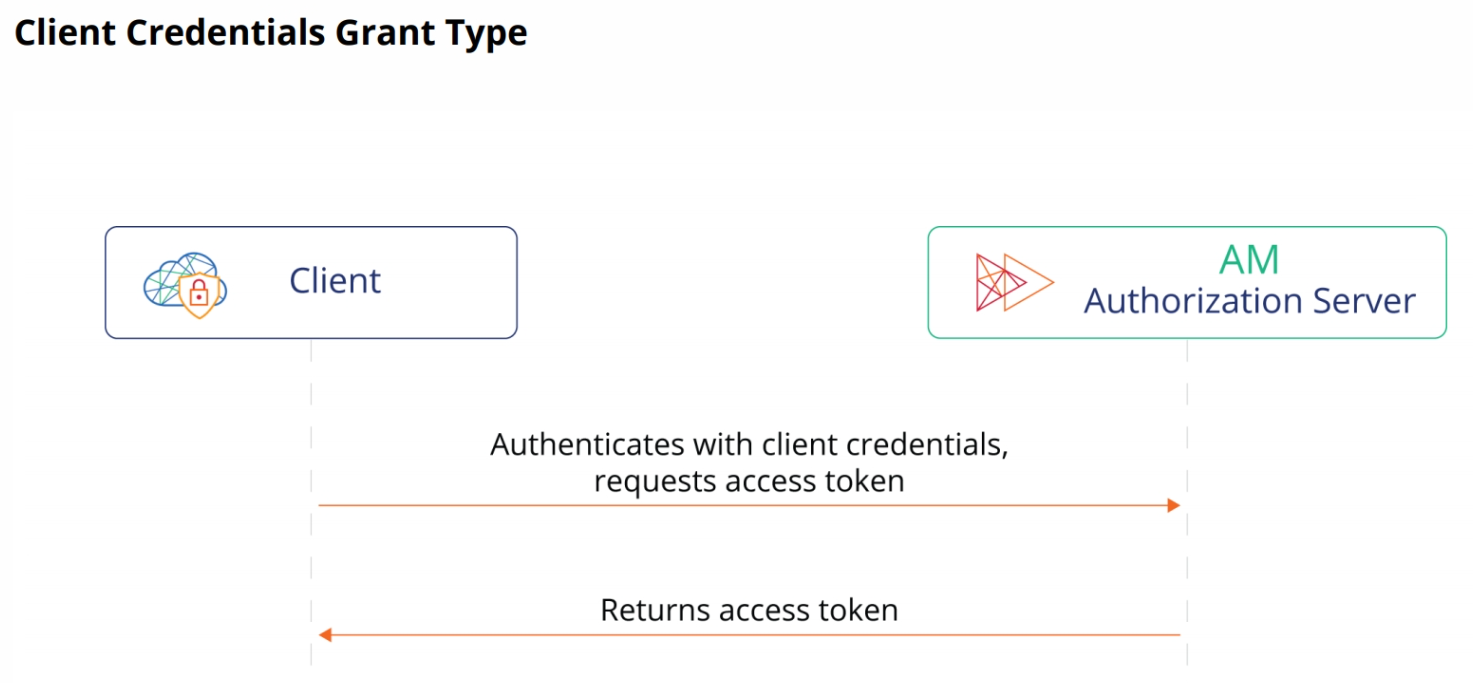 Client Credentials Grant Type
Client
AM
Authorization Server
Authenticates with client credentials,
requests access token
Returns access token